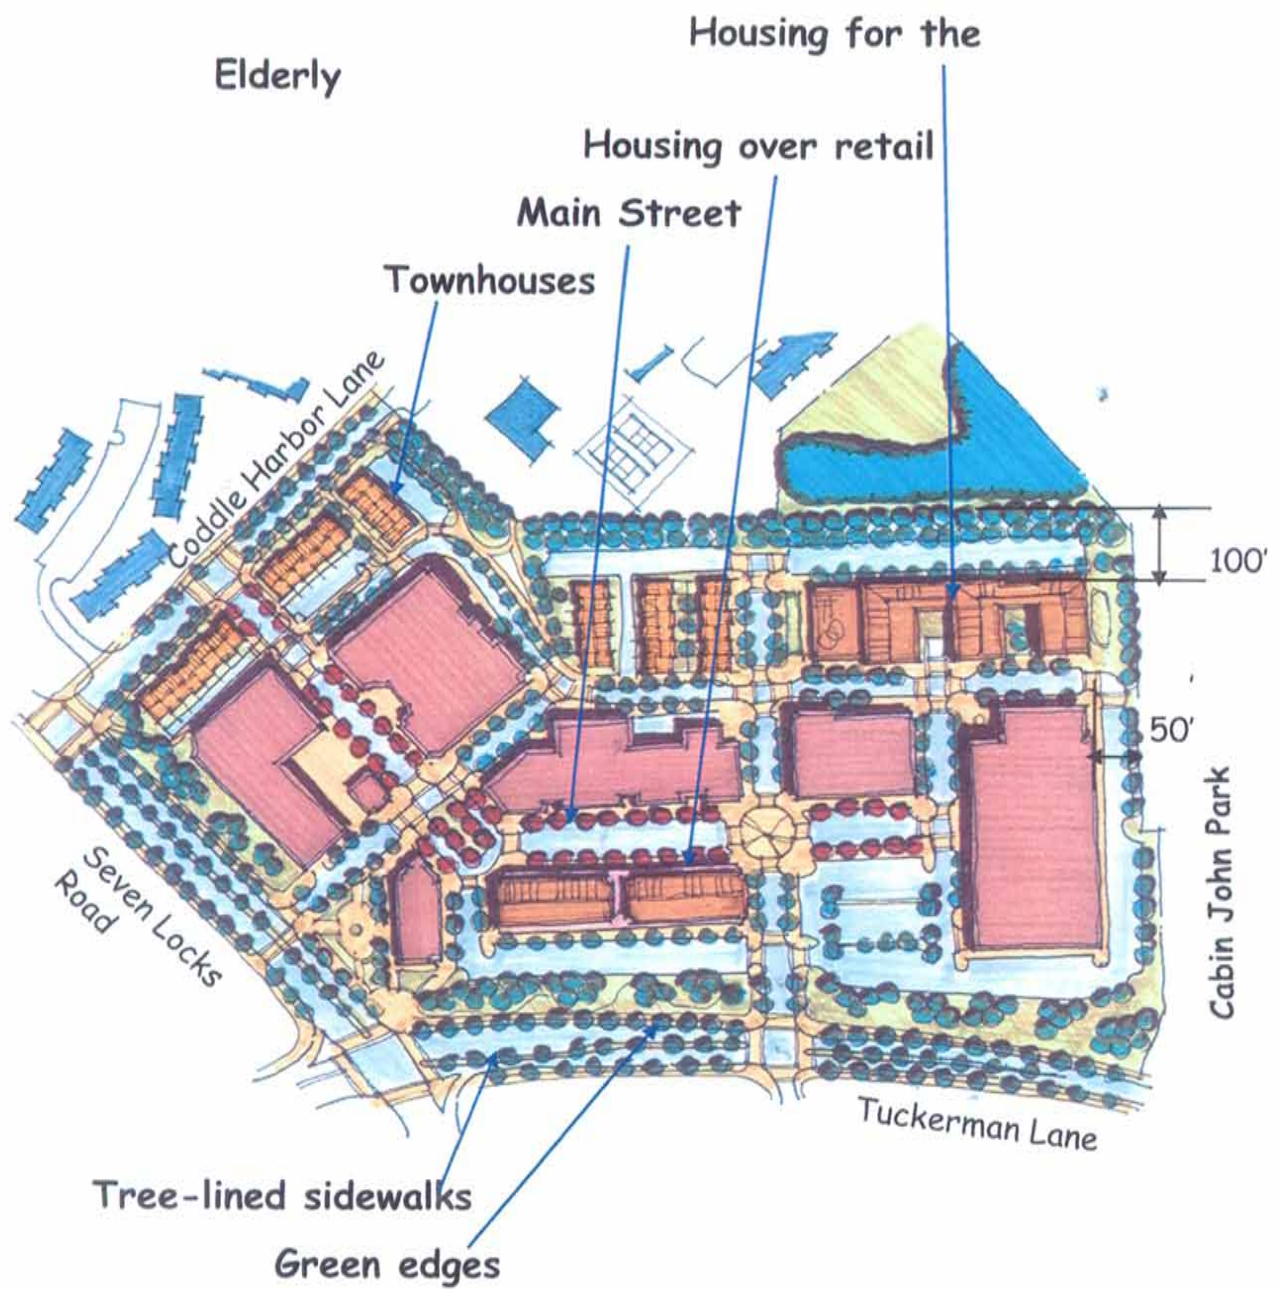 Housing for the
Elderly
Housing over retail
Main Street
Townhouses
Coddle Harbor Lane
100'
50'
Cabin John Park
Seven Locks
Road
Tuckerman Lane
Tree-lined sidewalks
Green edges